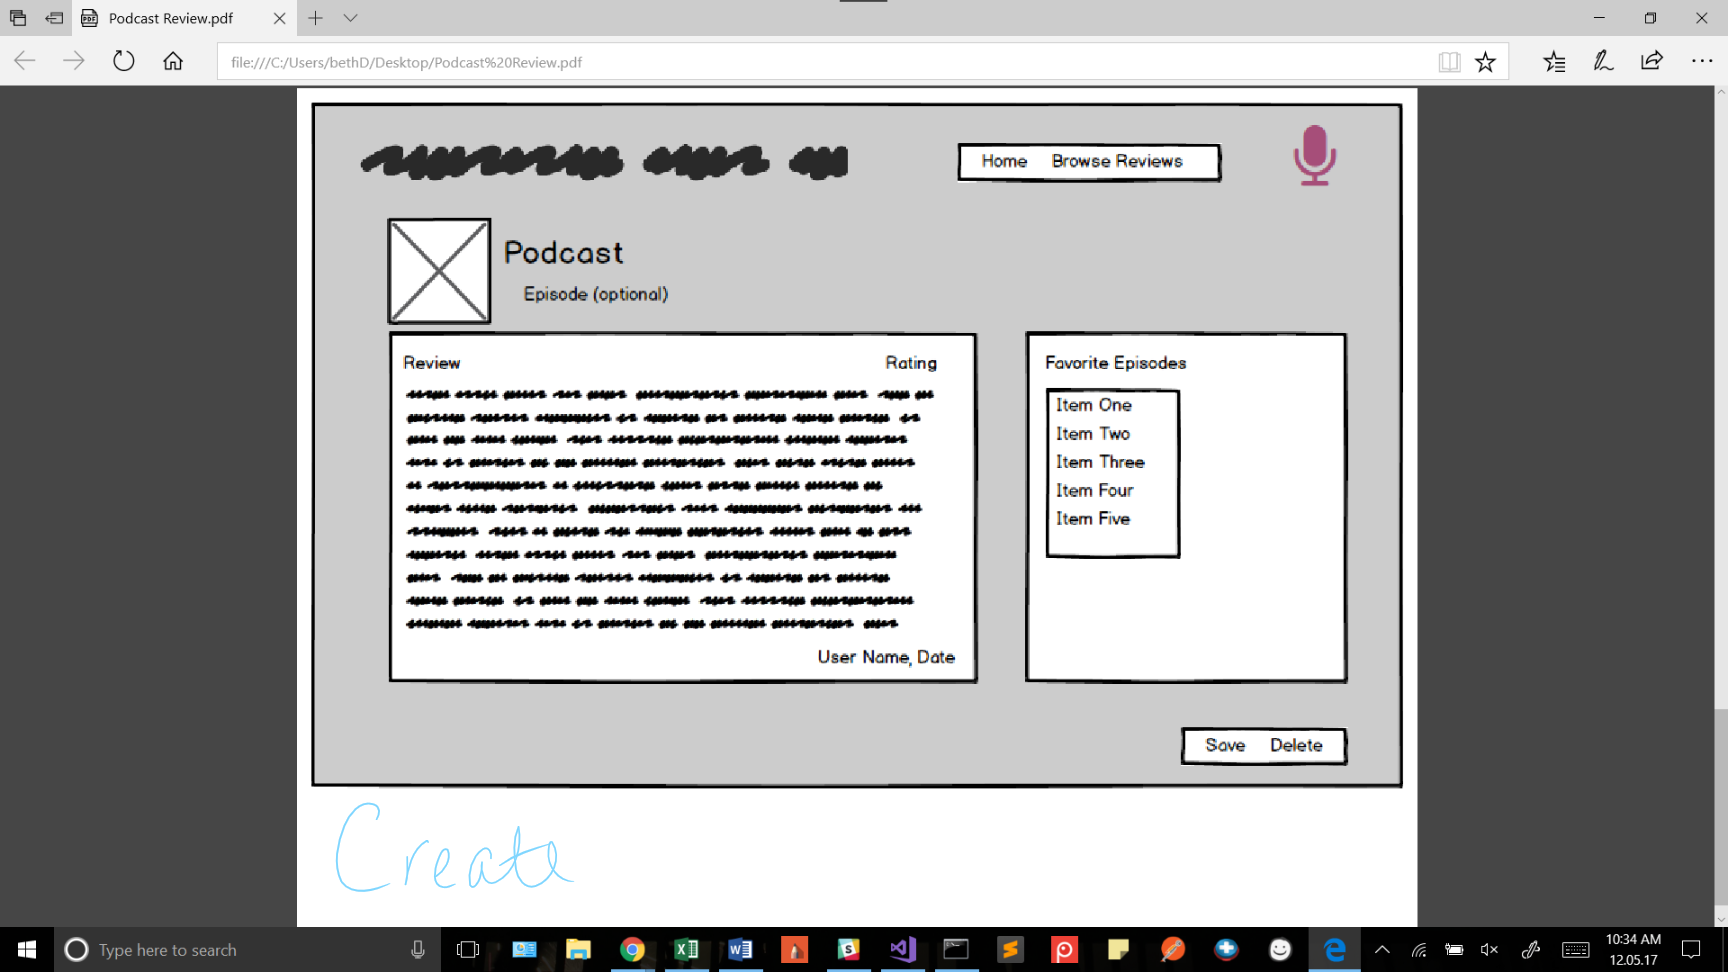 Podcast Review.pdf
file:///C:/Users/bethD/Desktop/Podcast%20Review.pdf
Home Browse Reviews
Podcast
Episode (optional)
Review Rating
User Name, Date
Favorite Episodes
Item One
Item Two
Item Three
Item Four
Item Five
Save Delete
Create
Type here to search
10:34 AM
12.05.17